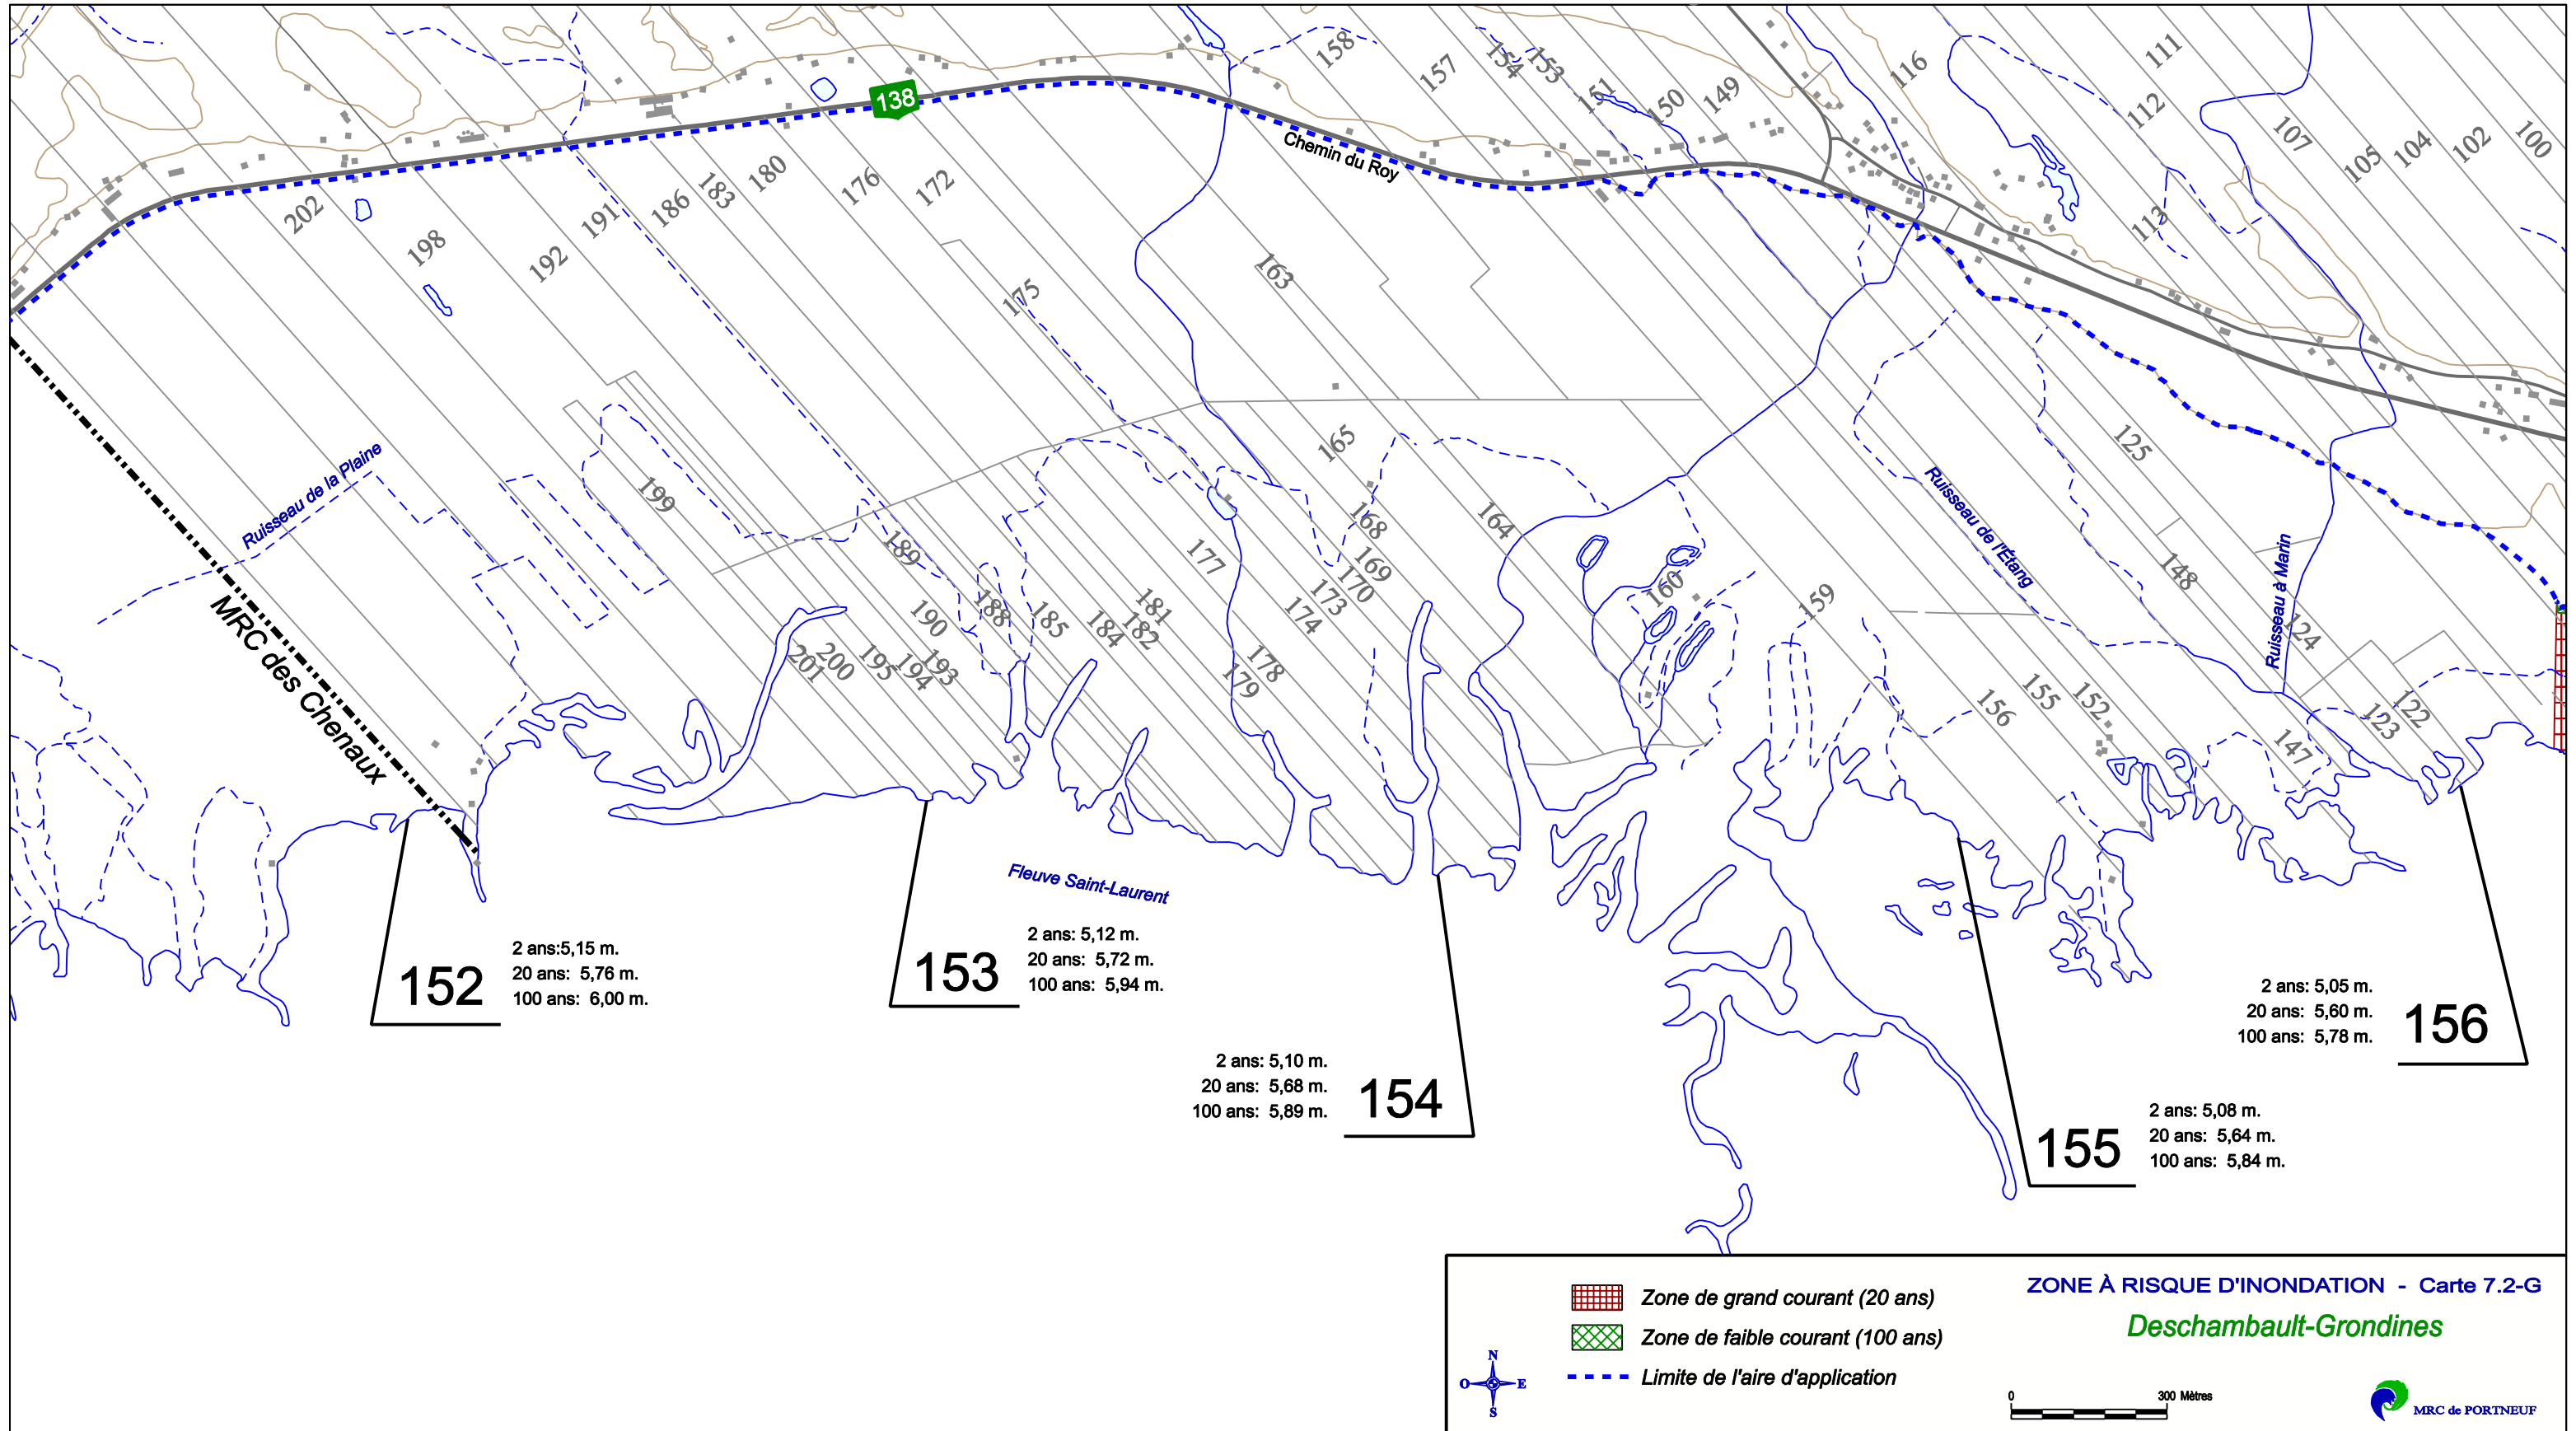 158
157
154
153
151
150
149
116
111
112
107
105
104
102
100
113
138
Chemin du Roy
202
198
192
191
186
183
180
176
172
175
163
165
199
189
190
188
185
184
181
182
177
178
179
168
169
170
173
174
164
160
159
125
148
124
122
123
147
156
155
152
201
200
195
194
193
Ruisseau de la Plaine
MRC des Chenaux
Ruisseau de l'Étang
Ruisseau à Marin
Fleuve Saint-Laurent
152
2 ans:5,15 m.
20 ans: 5,76 m.
100 ans: 6,00 m.
153
2 ans: 5,12 m.
20 ans: 5,72 m.
100 ans: 5,94 m.
2 ans: 5,10 m.
20 ans: 5,68 m.
100 ans: 5,89 m.
154
2 ans: 5,08 m.
20 ans: 5,64 m.
100 ans: 5,84 m.
155
2 ans: 5,05 m.
20 ans: 5,60 m.
100 ans: 5,78 m.
156
Zone de grand courant (20 ans)
Zone de faible courant (100 ans)
Limite de l'aire d'application
N
O E
S
ZONE À RISQUE D'INONDATION - Carte 7.2-G
Deschambault-Grondines
0 300 Mètres
MRC de PORTNEUF